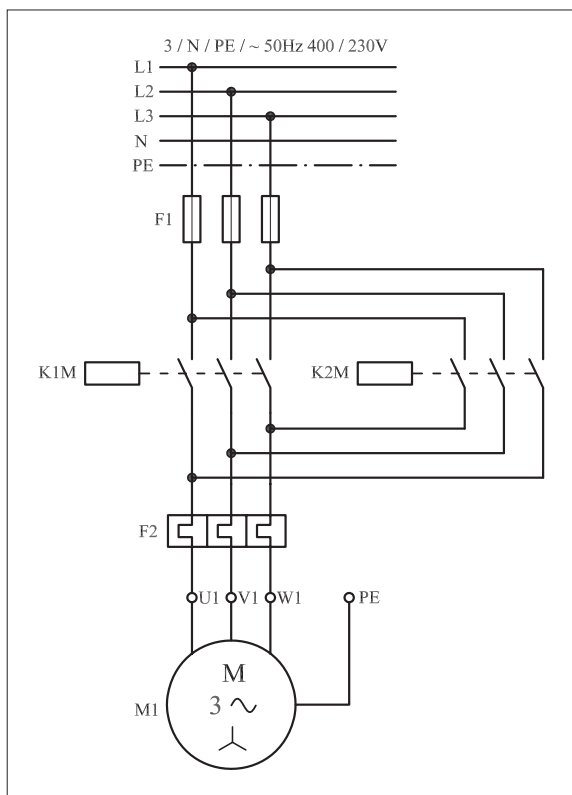 3 / N / PE / ~ 50Hz 400 / 230V
L1
L2
L3
N
PE
F1
K1M
K2M
F2
U1 V1 W1 PE
M
M1
3 ~